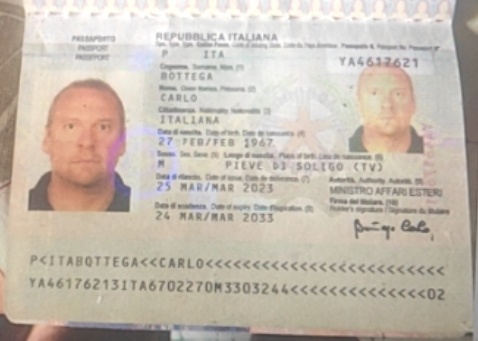 PASSAPORTO
PASSPORT
PASSEPORT
REPUBBLICA ITALIANA
P ITA YA4617621
Cognome. Surname. Nom. (1)
BOTTEGA
Nome. Given Names. Prénoms. (2)
CARLO
Cittadinanza. Nationality. Nationalité. (3)
ITALIANA
Data di nascita. Date of birth. Date de naissance. (4)
27 FEB/FEB 1967
Sesso. Sex. Sexe. (5) Luogo di nascita. Place of birth. Lieu de naissance. (6)
M PIEVE DI SOLIGO (TV)
Data di rilascio. Date of issue. Date de délivrance. (7) Autorità. Authority. Autorité. (9)
25 MAR/MAR 2023 MINISTRO AFFARI ESTERI
Data di scadenza. Date of expiry. Date d'expiration. (8) Firma del titolare. (10)
Holder's signature / Signature du titulaire
24 MAR/MAR 2033
P<ITABOTTEGA<<CARLO<<<<<<<<<<<<<<<<<<<<<<<<<
YA46176213ITA6702270M3303244<<<<<<<<<<<<<<02